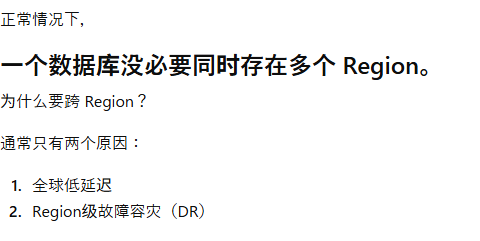 正常情况下,
一个数据库没必要同时存在多个 Region。
为什么要跨 Region？
通常只有两个原因：
1. 全球低延迟
2. Region级故障容灾（DR）